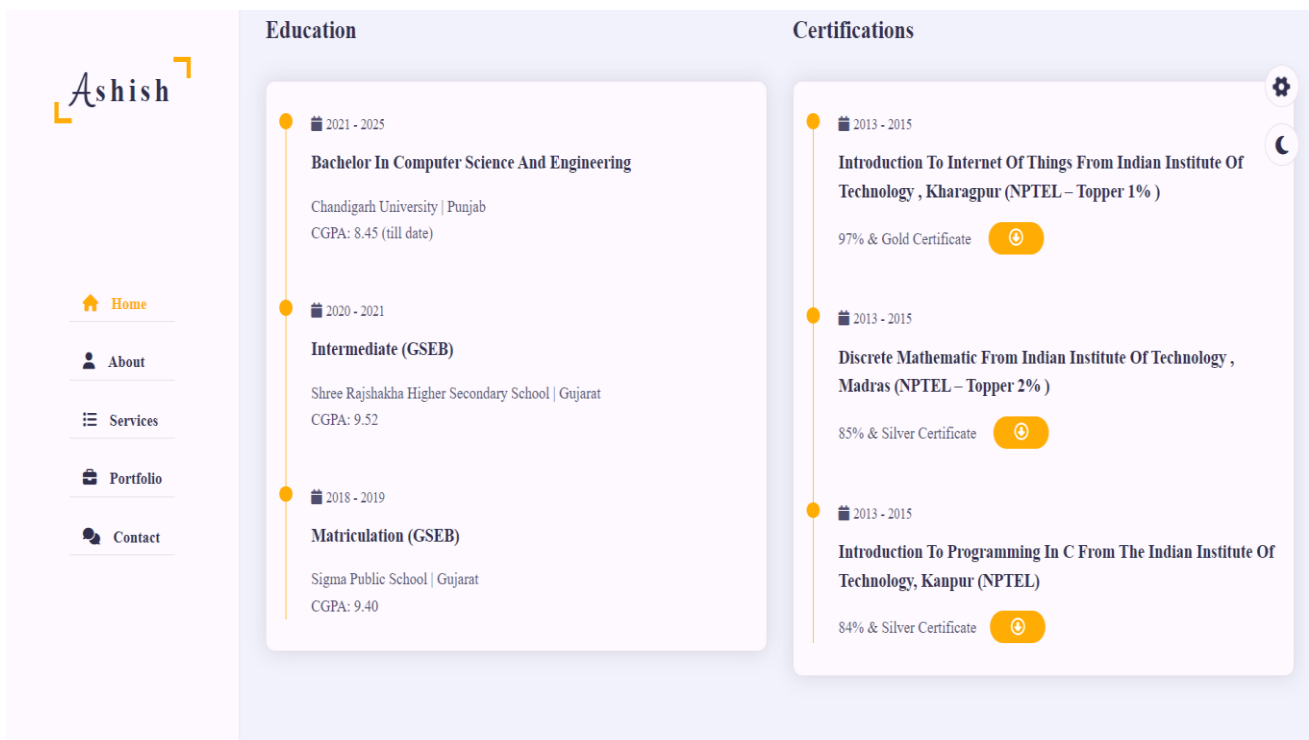 Ashish
Home
About
Services
Portfolio
Contact
Education
2021 - 2025
Bachelor In Computer Science And Engineering
Chandigarh University | Punjab
CGPA: 8.45 (till date)
2020 - 2021
Intermediate (GSEB)
Shree Rajshakha Higher Secondary School | Gujarat
CGPA: 9.52
2018 - 2019
Matriculation (GSEB)
Sigma Public School | Gujarat
CGPA: 9.40
Certifications
2013 - 2015
Introduction To Internet Of Things From Indian Institute Of
Technology , Kharagpur (NPTEL – Topper 1% )
97% & Gold Certificate
2013 - 2015
Discrete Mathematic From Indian Institute Of Technology ,
Madras (NPTEL – Topper 2% )
85% & Silver Certificate
2013 - 2015
Introduction To Programming In C From The Indian Institute Of
Technology, Kanpur (NPTEL)
84% & Silver Certificate